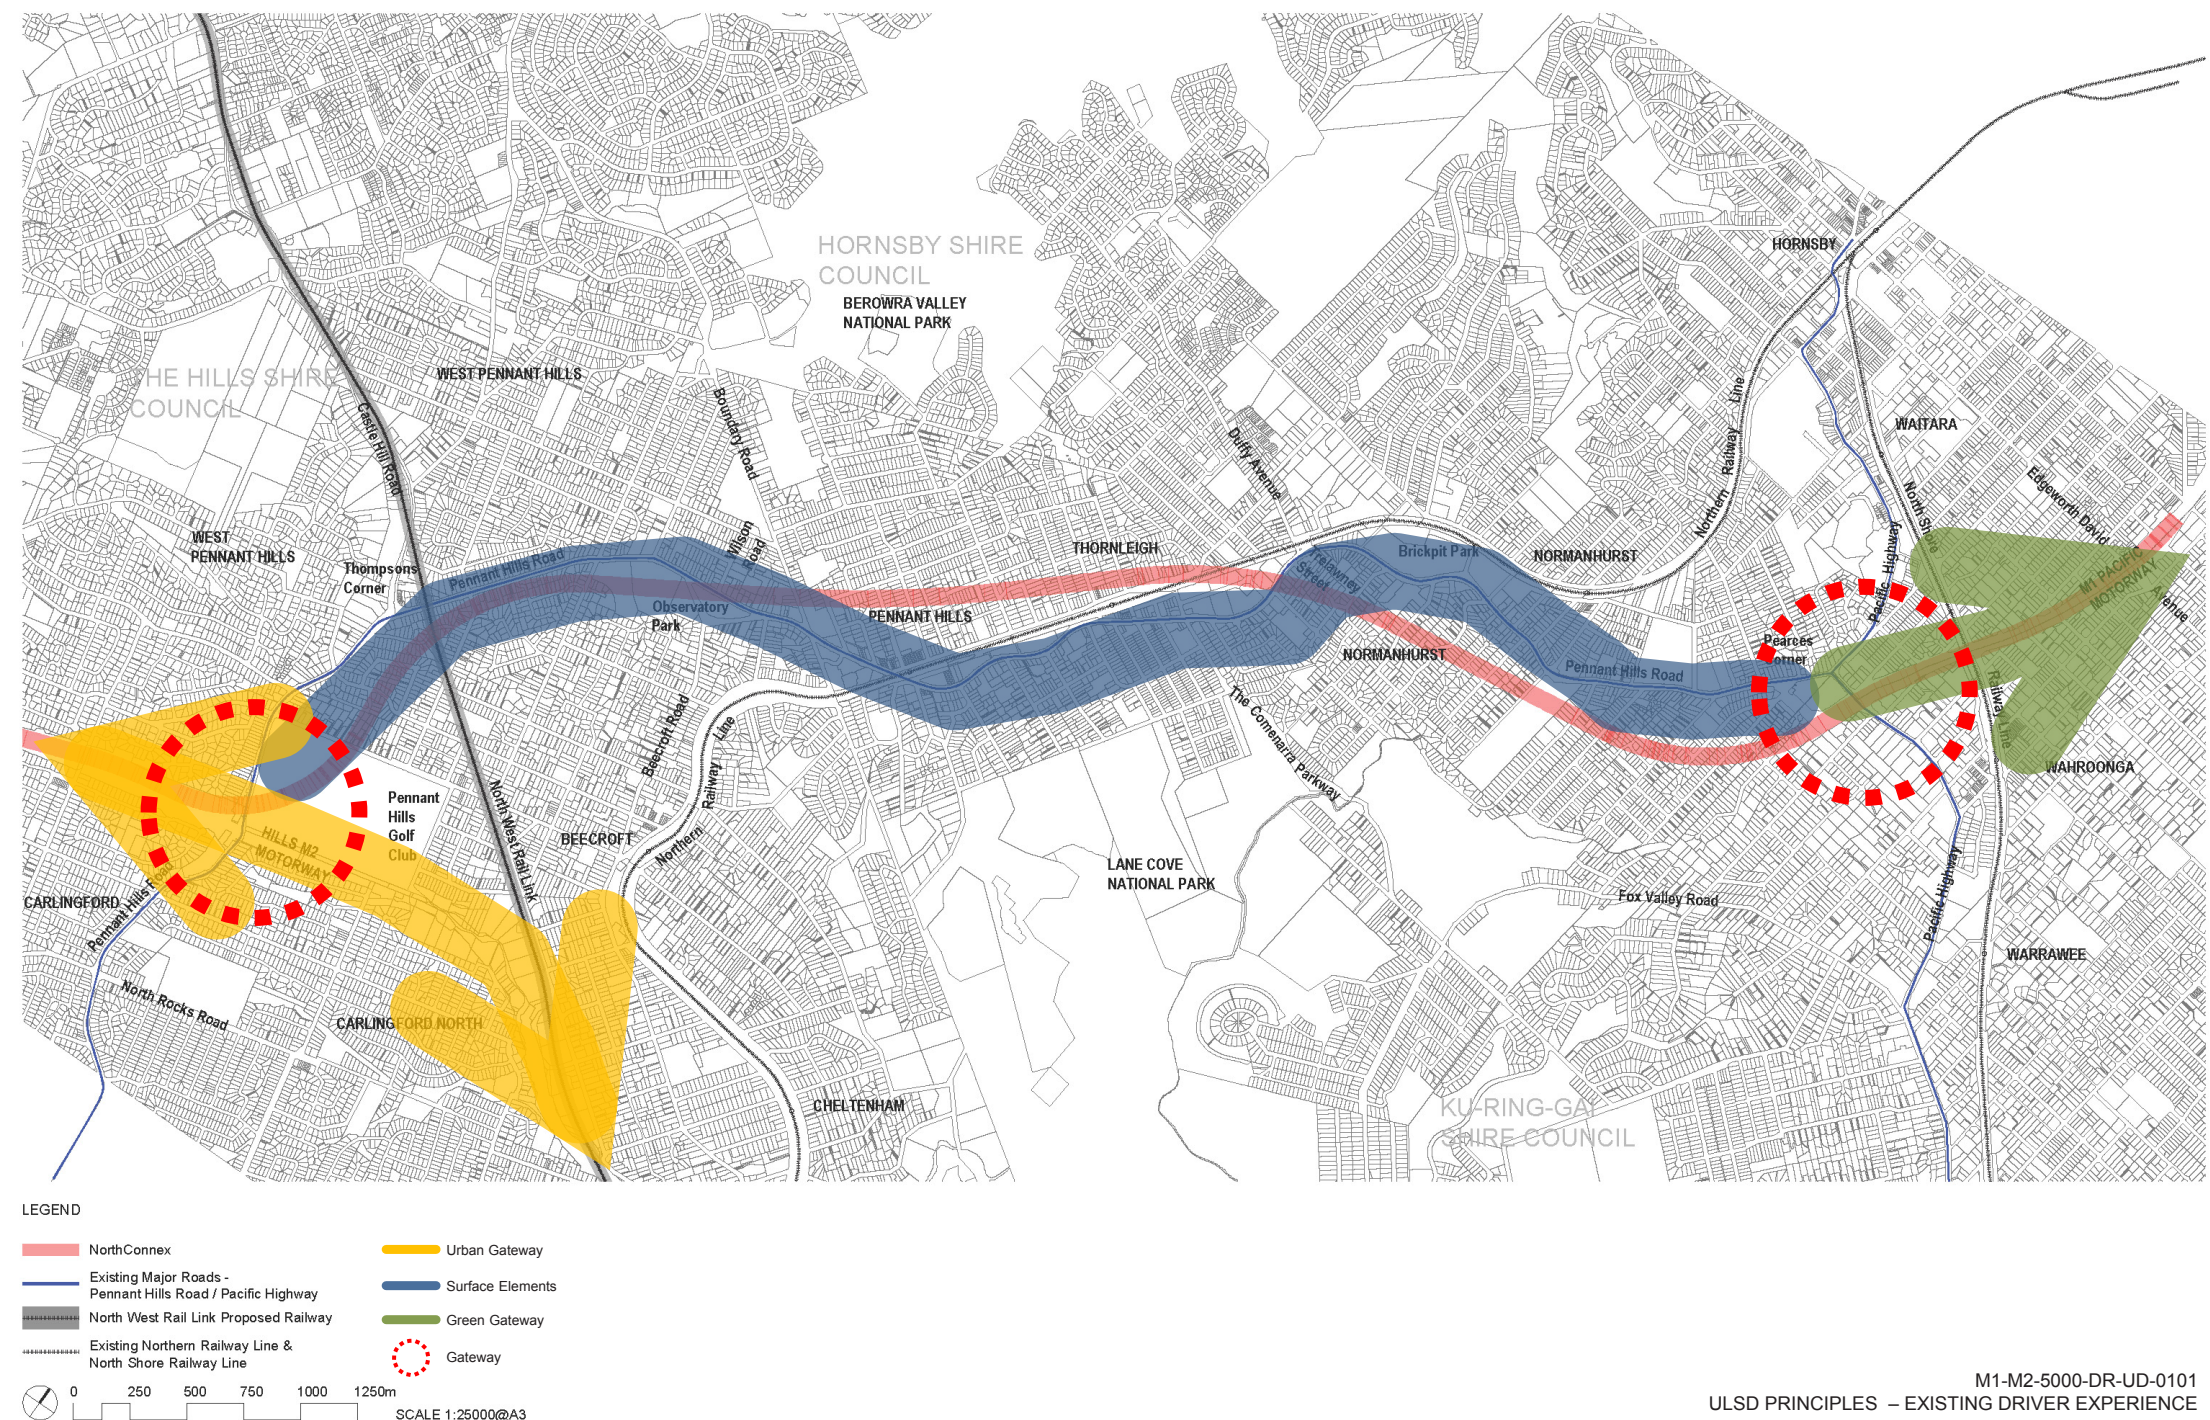 HORNSBY
HORNSBY SHIRE
COUNCIL
BEROWRA VALLEY
NATIONAL PARK
THE HILLS SHIRE
COUNCIL
WEST PENNANT HILLS
Castle Hill Road
Boundary Road
Duffy Avenue
Northern Railway Line
WAITARA
Edgeworth David
Avenue
North Shore
Railway Line
Pacific Highway
WEST
PENNANT HILLS
Thompsons
Corner
Pennant Hills Road
Wilson
Road
THORNLEIGH
Trelawney
Street
Brickpit Park
NORMANHURST
M1 PACIFIC
MOTORWAY
Observatory
Park
PENNANT HILLS
NORMANHURST
Pennant Hills Road
Pearces
Corner
The Comenarra Parkway
Beecroft Road
Northern
Railway Line
North West Rail Link
WAHROONGA
Pennant
Hills
Golf
Club
HILLS M2
MOTORWAY
BEECROFT
LANE COVE
NATIONAL PARK
Fox Valley Road
Pacific Highway
CARLINGFORD
Pennant Hills Road
WARRAWEE
North Rocks Road
CARLINGFORD NORTH
CHELTENHAM
KU-RING-GAI
SHIRE COUNCIL
LEGEND
NorthConnex
Existing Major Roads -
Pennant Hills Road / Pacific Highway
North West Rail Link Proposed Railway
Existing Northern Railway Line &
North Shore Railway Line
Urban Gateway
Surface Elements
Green Gateway
Gateway
0 250 500 750 1000 1250m
SCALE 1:25000@A3
M1-M2-5000-DR-UD-0101
ULSD PRINCIPLES – EXISTING DRIVER EXPERIENCE